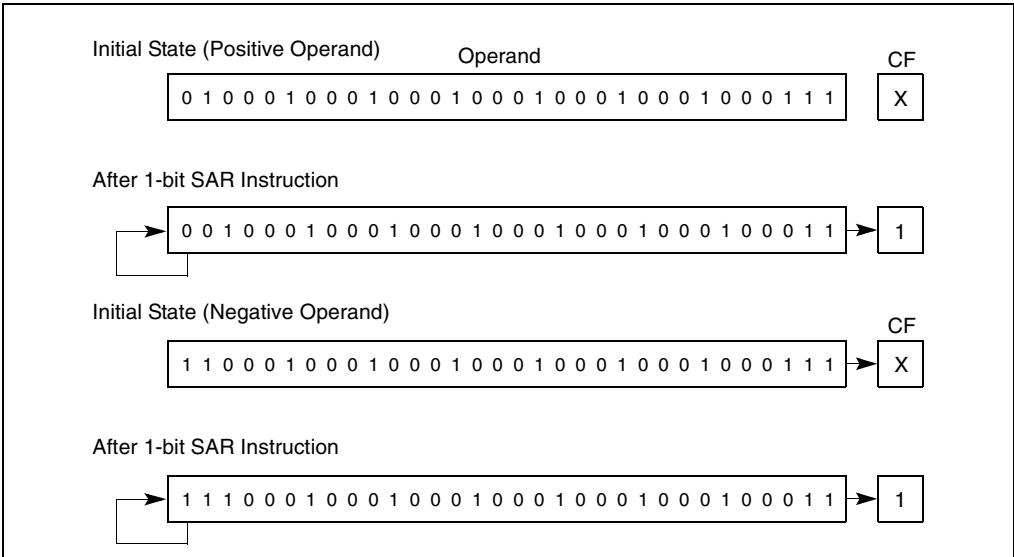 Initial State (Positive Operand)
Operand
CF
0 1 0 0 0 1 0 0 0 1 0 0 0 1 0 0 0 1 0 0 0 1 0 0 0 1 0 0 0 1 1 1
X
After 1-bit SAR Instruction
0 0 1 0 0 0 1 0 0 0 1 0 0 0 1 0 0 0 1 0 0 0 1 0 0 0 1 0 0 0 1 1
1
Initial State (Negative Operand)
CF
1 1 0 0 0 1 0 0 0 1 0 0 0 1 0 0 0 1 0 0 0 1 0 0 0 1 0 0 0 1 1 1
X
After 1-bit SAR Instruction
1 1 1 0 0 0 1 0 0 0 1 0 0 0 1 0 0 0 1 0 0 0 1 0 0 0 1 0 0 0 1 1
1